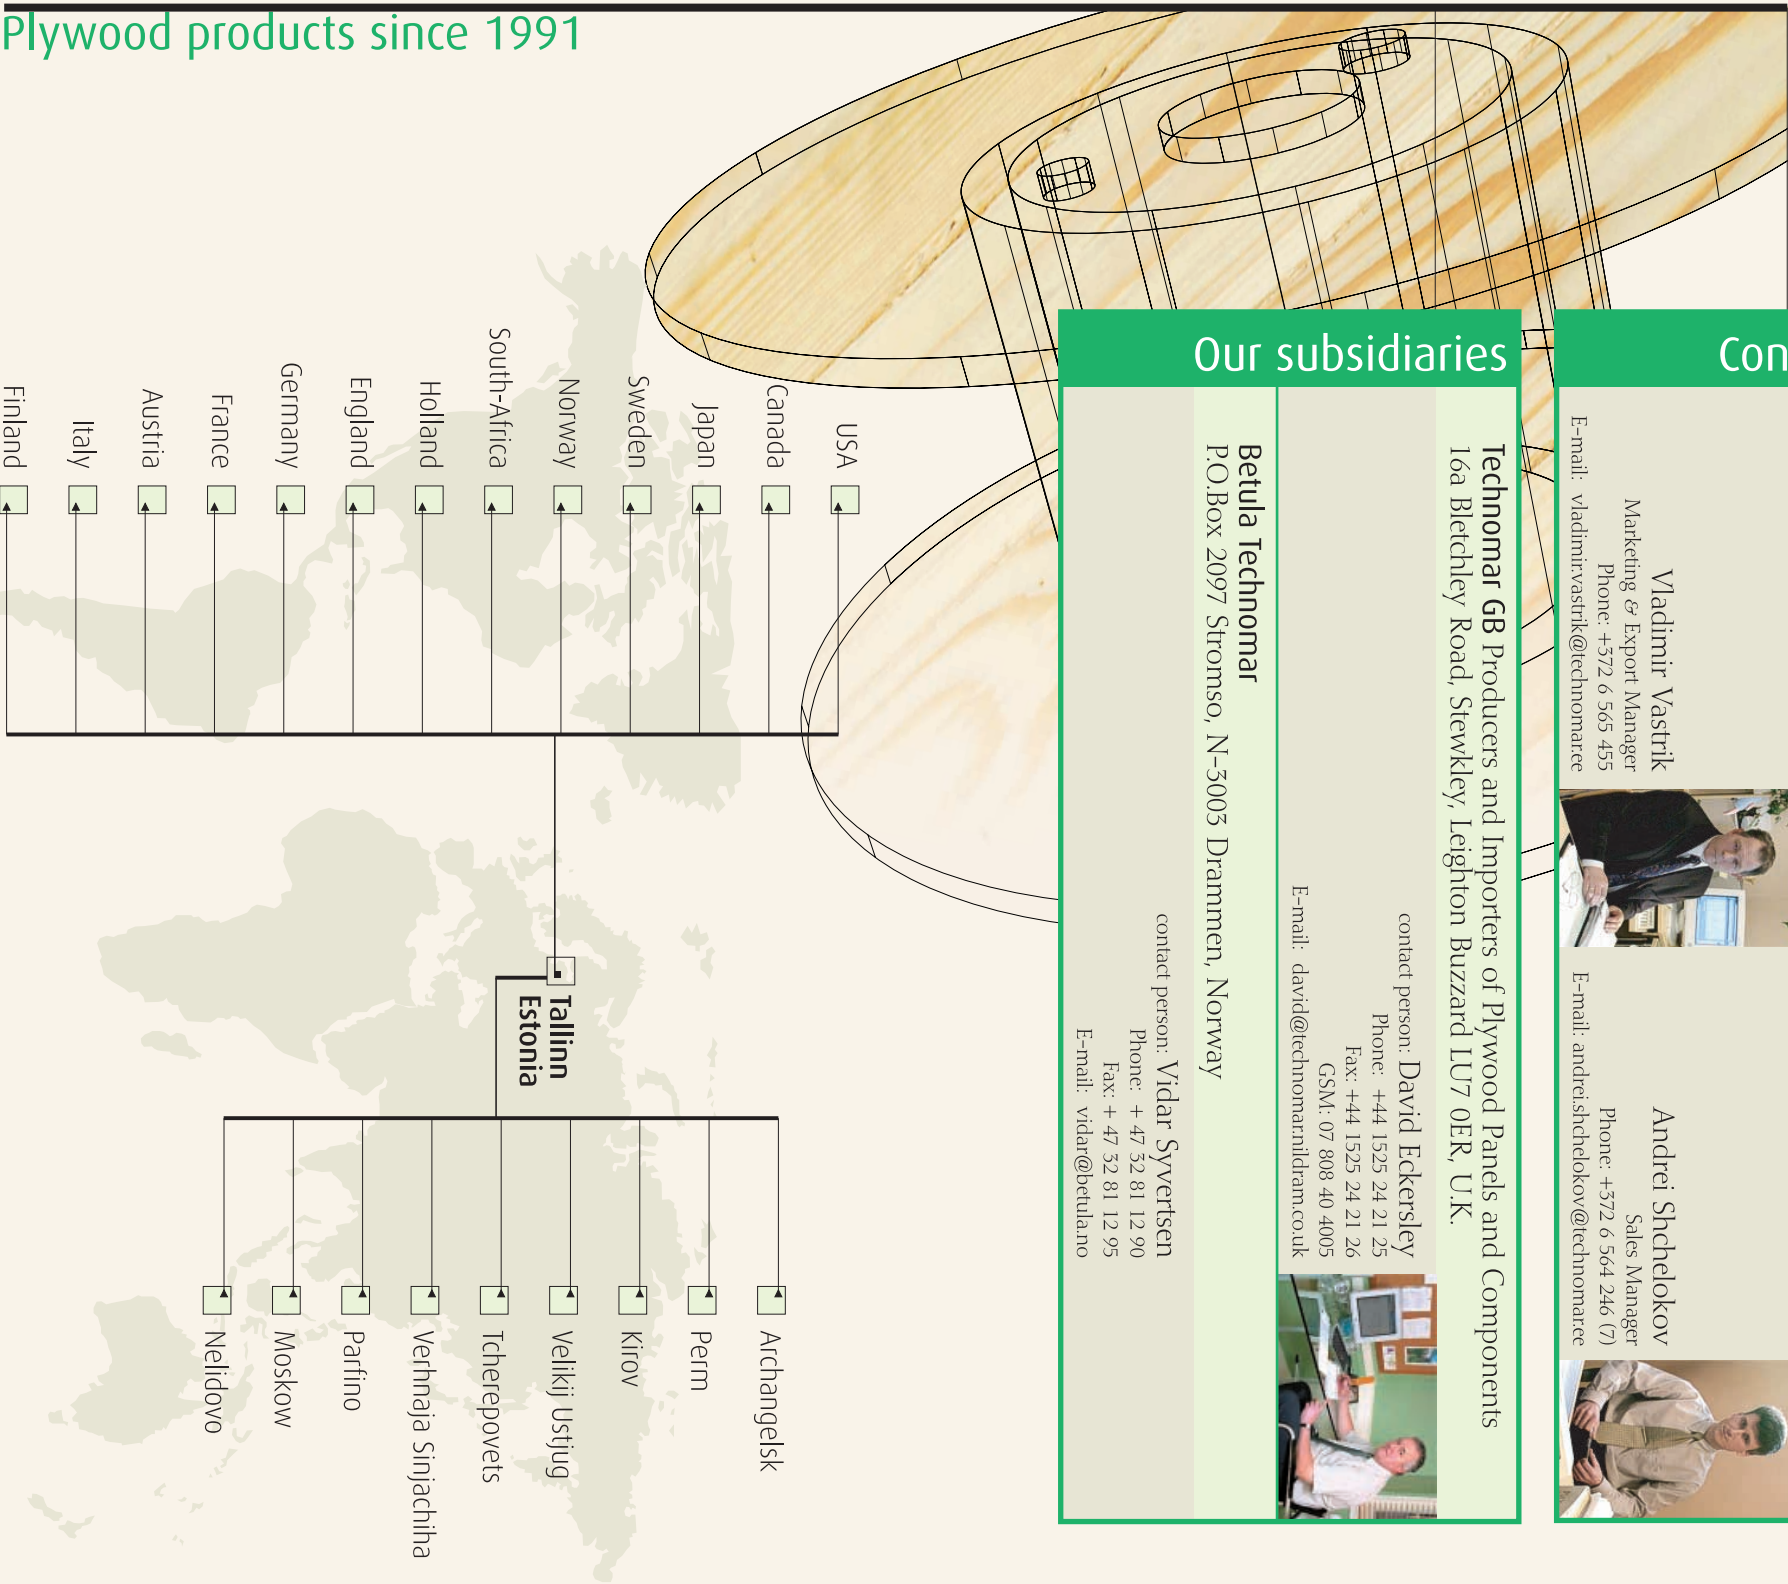 Plywood products since 1991
USA
Canada
Japan
Sweden
Norway
South-Africa
Holland
England
Germany
France
Austria
Italy
Finland
Tallinn
Estonia
Archangelsk
Perm
Kirov
Velikij Ustjug
Tcherepovets
Verhnaja Sinjachiha
Parfino
Moskow
Nelidovo
Our subsidiaries
Technomar GB Producers and Importers of Plywood Panels and Components
16a Bletchley Road, Stewkley, Leighton Buzzard LU7 0ER, U.K.
contact person: David Eckersley
Phone: +44 1525 24 21 25
Fax: +44 1525 24 21 26
GSM: 07 808 40 4005
E-mail: david@technomar.nildram.co.uk
Betula Technomar
P.O.Box 2097 Stromso, N-3003 Drammen, Norway
contact person: Vidar Syvertsen
Phone: + 47 32 81 12 90
Fax: + 47 32 81 12 95
E-mail: vidar@betula.no
Con
Vladimir Vastrik
Marketing & Export Manager
Phone: +372 6 565 455
E-mail: vladimir.vastrik@technomar.ee
Andrei Shchelokov
Sales Manager
Phone: +372 6 564 246 (7)
E-mail: andrei.shchelokov@technomar.ee